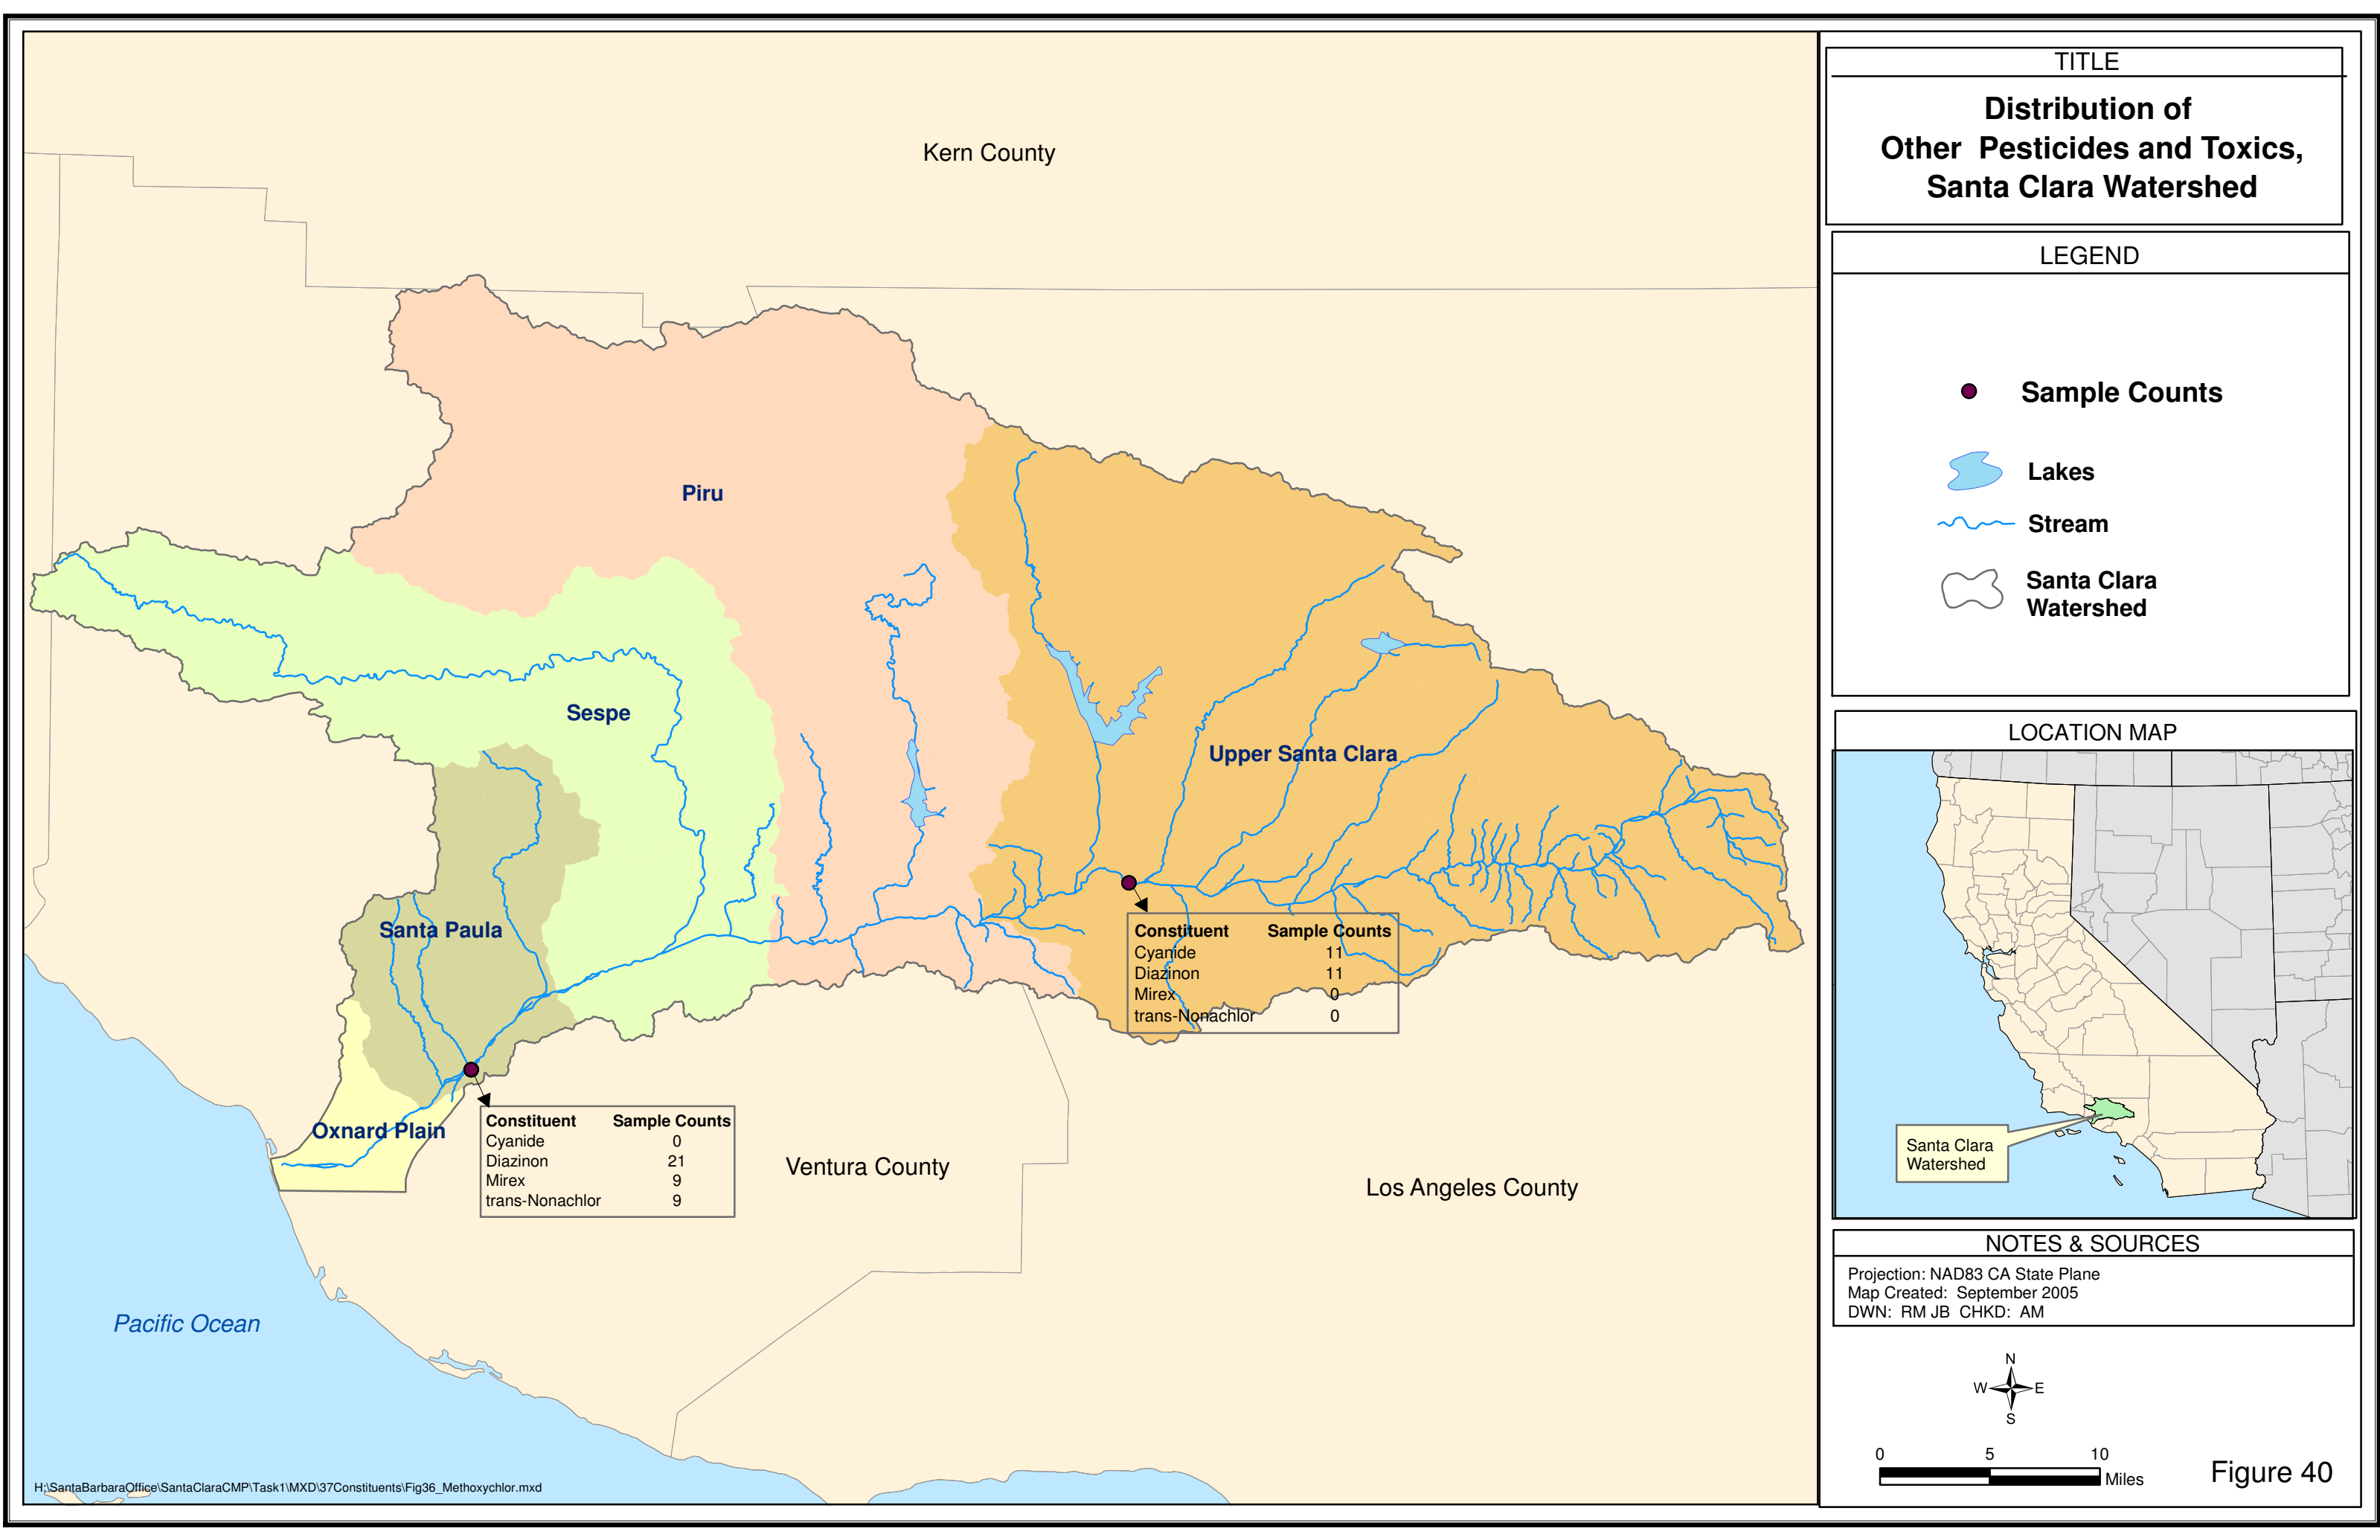 Kern County
Piru
Sespe
Upper Santa Clara
Santa Paula
Oxnard Plain
Ventura County
Los Angeles County
Pacific Ocean
Constituent Sample Counts
Cyanide 11
Diazinon 11
Mirex 0
trans-Nonachlor 0
Constituent Sample Counts
Cyanide 0
Diazinon 21
Mirex 9
trans-Nonachlor 9
H:\SantaBarbaraOffice\SantaClaraCMP\Task1\MXD\37Constituents\Fig36_Methoxychlor.mxd
TITLE
Distribution of
Other Pesticides and Toxics,
Santa Clara Watershed
LEGEND
Sample Counts
Lakes
Stream
Santa Clara
Watershed
LOCATION MAP
Santa Clara
Watershed
NOTES & SOURCES
Projection: NAD83 CA State Plane
Map Created: September 2005
DWN: RM JB CHKD: AM
N
W E
S
0 5 10
Miles
Figure 40